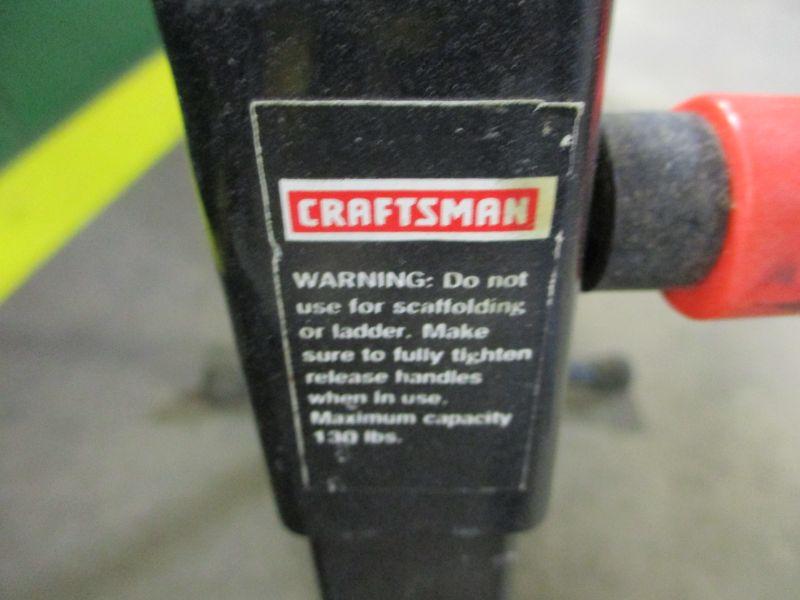 CRAFTSMAN
WARNING: Do not
use for scaffolding
or ladder. Make
sure to fully tighten
release handles
when in use.
Maximum capacity
130 lbs.